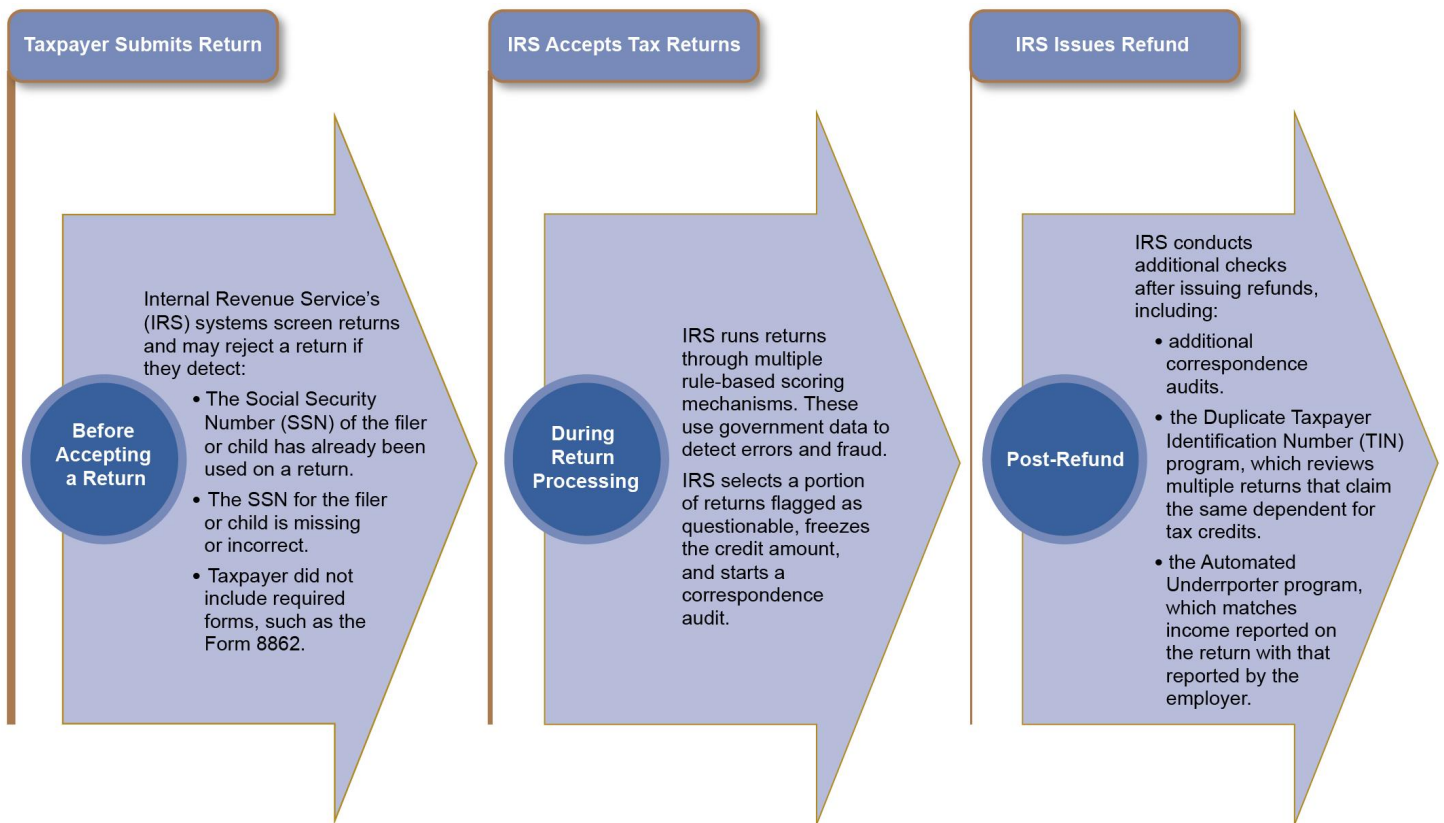 Taxpayer Submits Return
Internal Revenue Service's
(IRS) systems screen returns
and may reject a return if
they detect:
• The Social Security
Number (SSN) of the filer
or child has already been
used on a return.
• The SSN for the filer
or child is missing
or incorrect.
• Taxpayer did not
include required
forms, such as the
Form 8862.
Before
Accepting
a Return
IRS Accepts Tax Returns
IRS runs returns
through multiple
rule-based scoring
mechanisms. These
use government data to
detect errors and fraud.
IRS selects a portion
of returns flagged as
questionable, freezes
the credit amount,
and starts a
correspondence
audit.
During
Return
Processing
IRS Issues Refund
IRS conducts
additional checks
after issuing refunds,
including:
• additional
correspondence
audits.
• the Duplicate Taxpayer
Identification Number (TIN)
program, which reviews
multiple returns that claim
the same dependent for
tax credits.
• the Automated
Underrporter program,
which matches
income reported on
the return with that
reported by the
employer.
Post-Refund